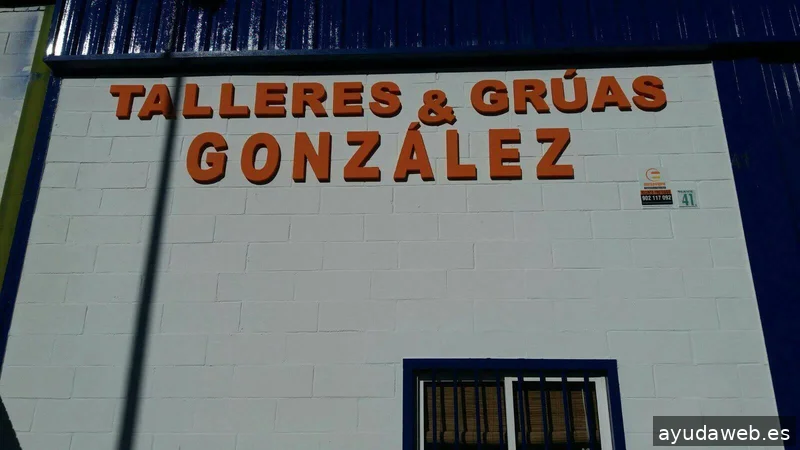 TALLERES & GRÚAS
GONZÁLEZ
902 117 092
41
ayudaweb.es